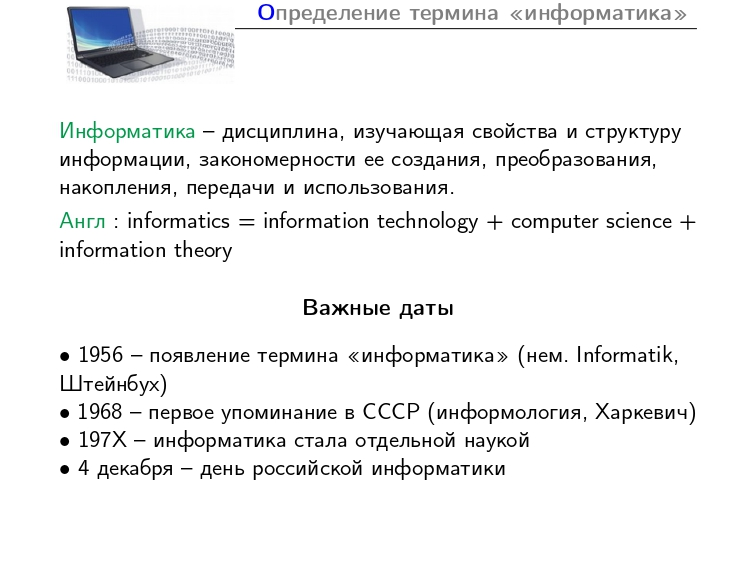 Определение термина «информатика»
Информатика – дисциплина, изучающая свойства и структуру
информации, закономерности ее создания, преобразования,
накопления, передачи и использования.
Англ : informatics = information technology + computer science +
information theory
Важные даты
• 1956 – появление термина «информатика» (нем. Informatik,
Штейнбух)
• 1968 – первое упоминание в СССР (информология, Харкевич)
• 197X – информатика стала отдельной наукой
• 4 декабря – день российской информатики